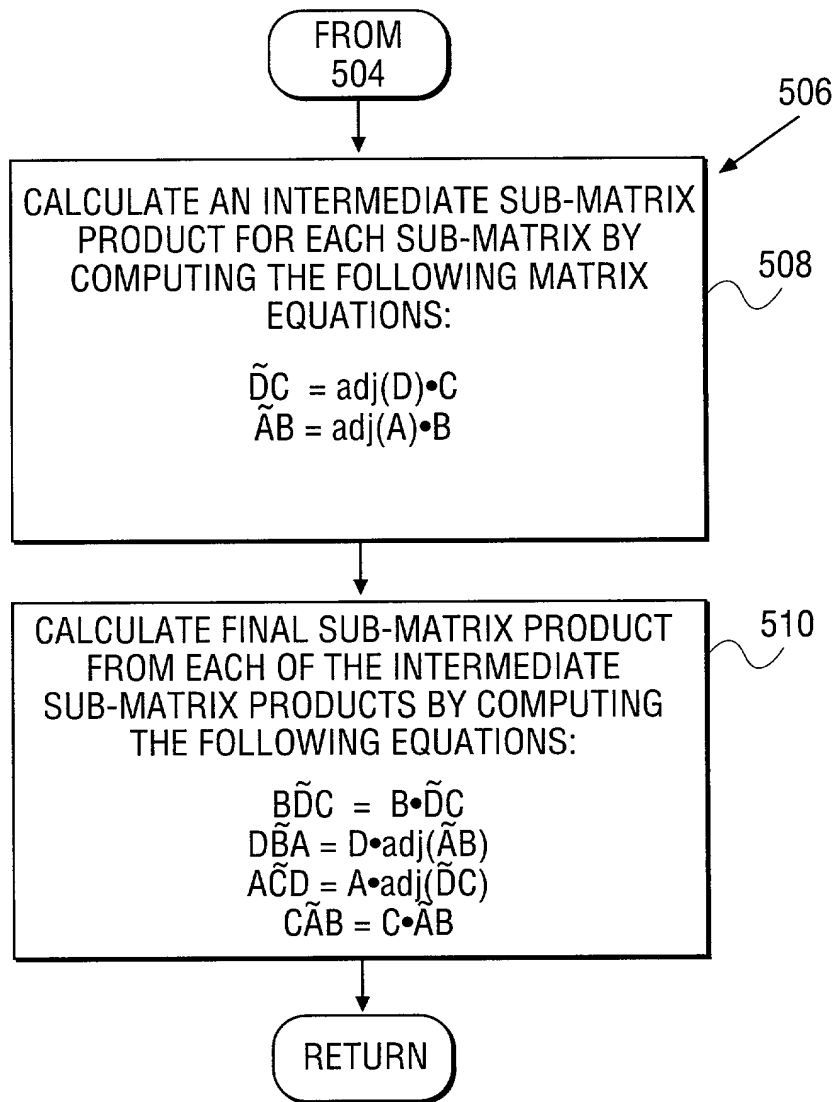 FROM
504
506
CALCULATE AN INTERMEDIATE SUB-MATRIX
PRODUCT FOR EACH SUB-MATRIX BY
COMPUTING THE FOLLOWING MATRIX
EQUATIONS:
508
D̃C = adj(D)•C
ÃB = adj(A)•B
CALCULATE FINAL SUB-MATRIX PRODUCT
FROM EACH OF THE INTERMEDIATE
SUB-MATRIX PRODUCTS BY COMPUTING
THE FOLLOWING EQUATIONS:
510
BD̃C = B•D̃C
DB̃A = D•adj(ÃB)
AC̃D = A•adj(D̃C)
CÃB = C•ÃB
RETURN